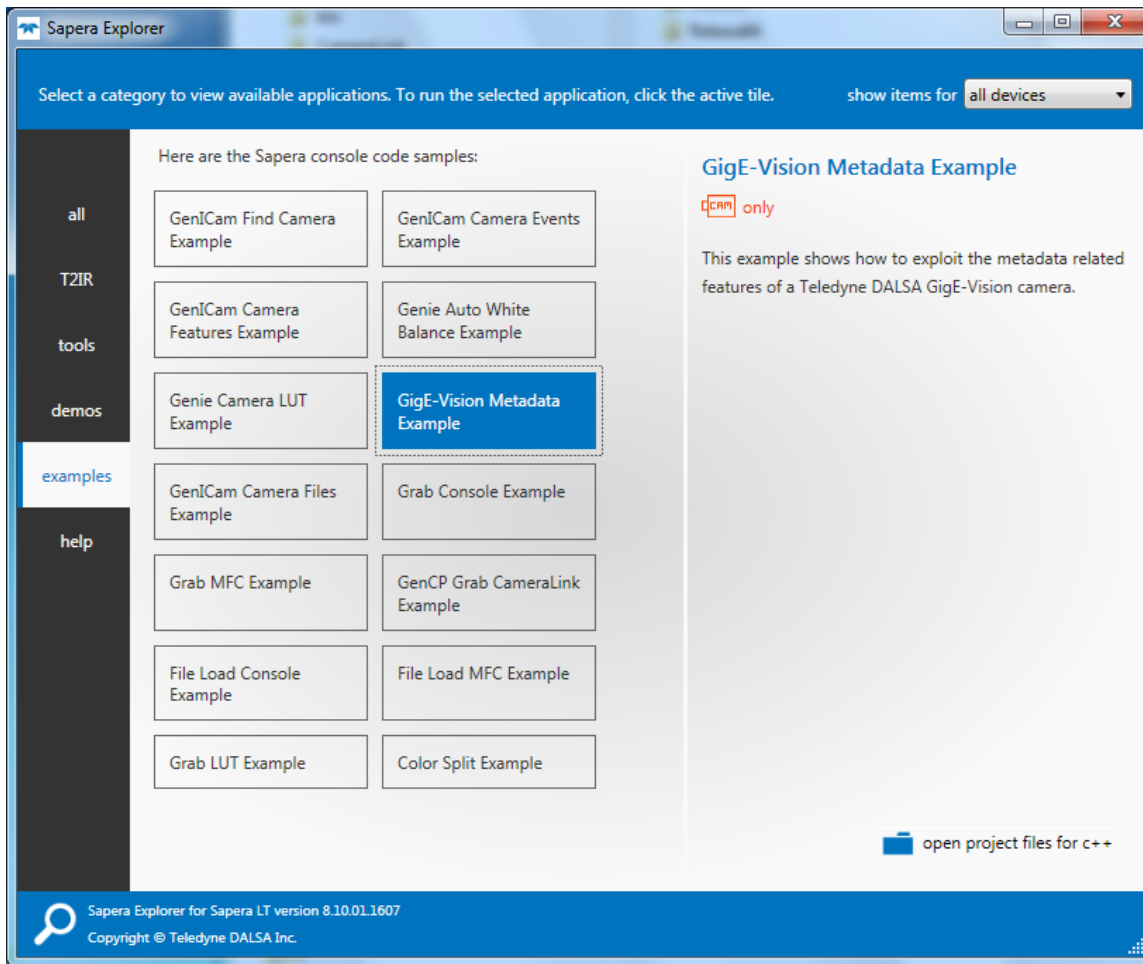 Sapera Explorer
Select a category to view available applications. To run the selected application, click the active tile.
show items for all devices
all
T2IR
tools
demos
examples
help
Here are the Sapera console code samples:
GenICam Find Camera
Example
GenICam Camera Events
Example
GenICam Camera
Features Example
Genie Auto White
Balance Example
Genie Camera LUT
Example
GigE-Vision Metadata
Example
GenICam Camera Files
Example
Grab Console Example
Grab MFC Example
GenCP Grab CameraLink
Example
File Load Console
Example
File Load MFC Example
Grab LUT Example
Color Split Example
GigE-Vision Metadata Example
CAM only
This example shows how to exploit the metadata related
features of a Teledyne DALSA GigE-Vision camera.
open project files for c++
Sapera Explorer for Sapera LT version 8.10.01.1607
Copyright © Teledyne DALSA Inc.